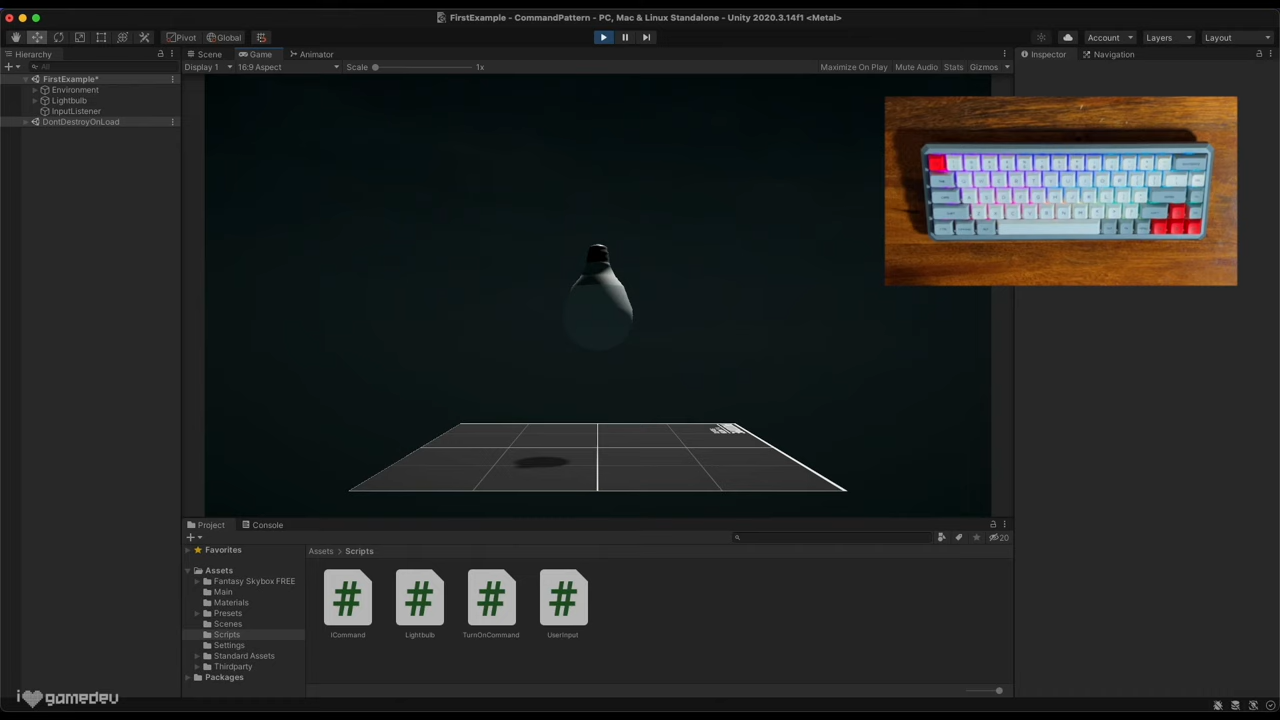 FirstExample - CommandPattern - PC, Mac & Linux Standalone - Unity 2020.3.14f1 <Metal>
Pivot Global
Account Layers Layout
Hierarchy
Scene Game Animator
Inspector Navigation
All
Display 1 16:9 Aspect Scale 1x Maximize On Play Mute Audio Stats Gizmos
FirstExample*
Environment
Lightbulb
InputListener
DontDestroyOnLoad
Project Console
20
Favorites
Assets > Scripts
Assets
Fantasy Skybox FREE
Main
Materials
Presets
Scenes
Scripts
Settings
Standard Assets
Thirdparty
Packages
# # # #
ICommand Lightbulb TurnOnCommand UserInput
i gamedev